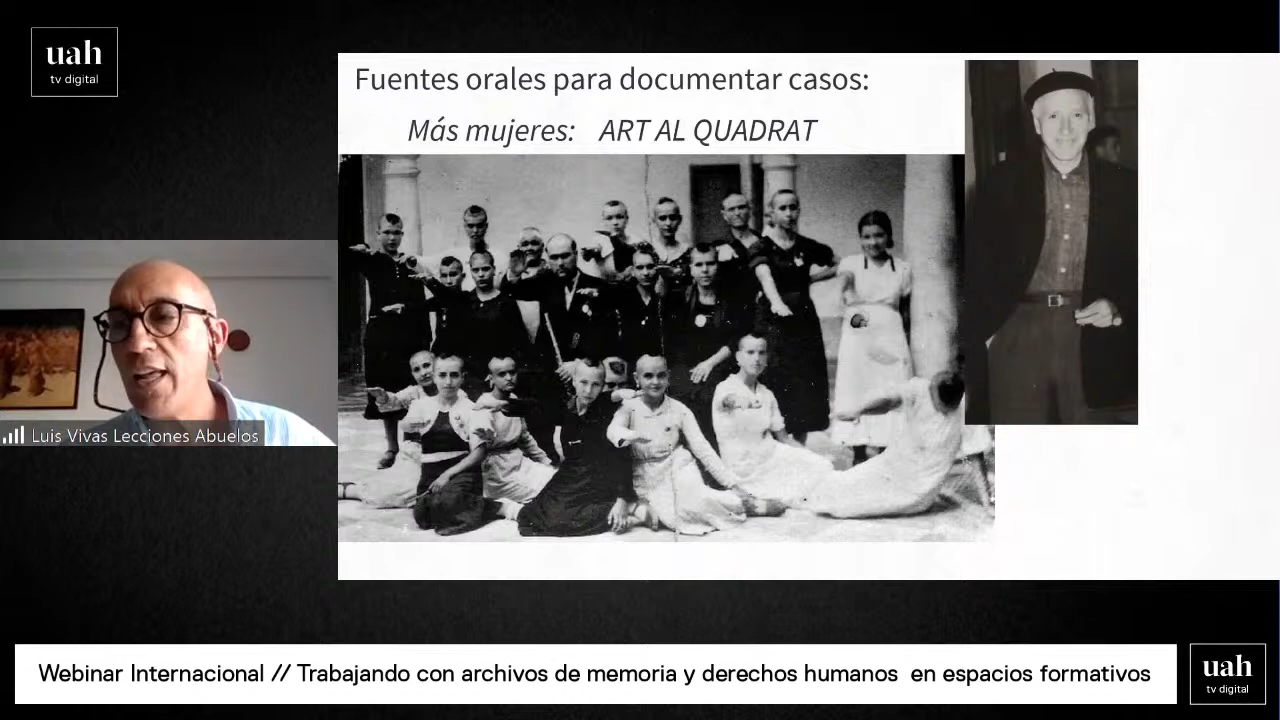 uah
tv digital
Fuentes orales para documentar casos:
Más mujeres: ART AL QUADRAT
Luis Vivas Lecciones Abuelos
Webinar Internacional // Trabajando con archivos de memoria y derechos humanos en espacios formativos
uah
tv digital